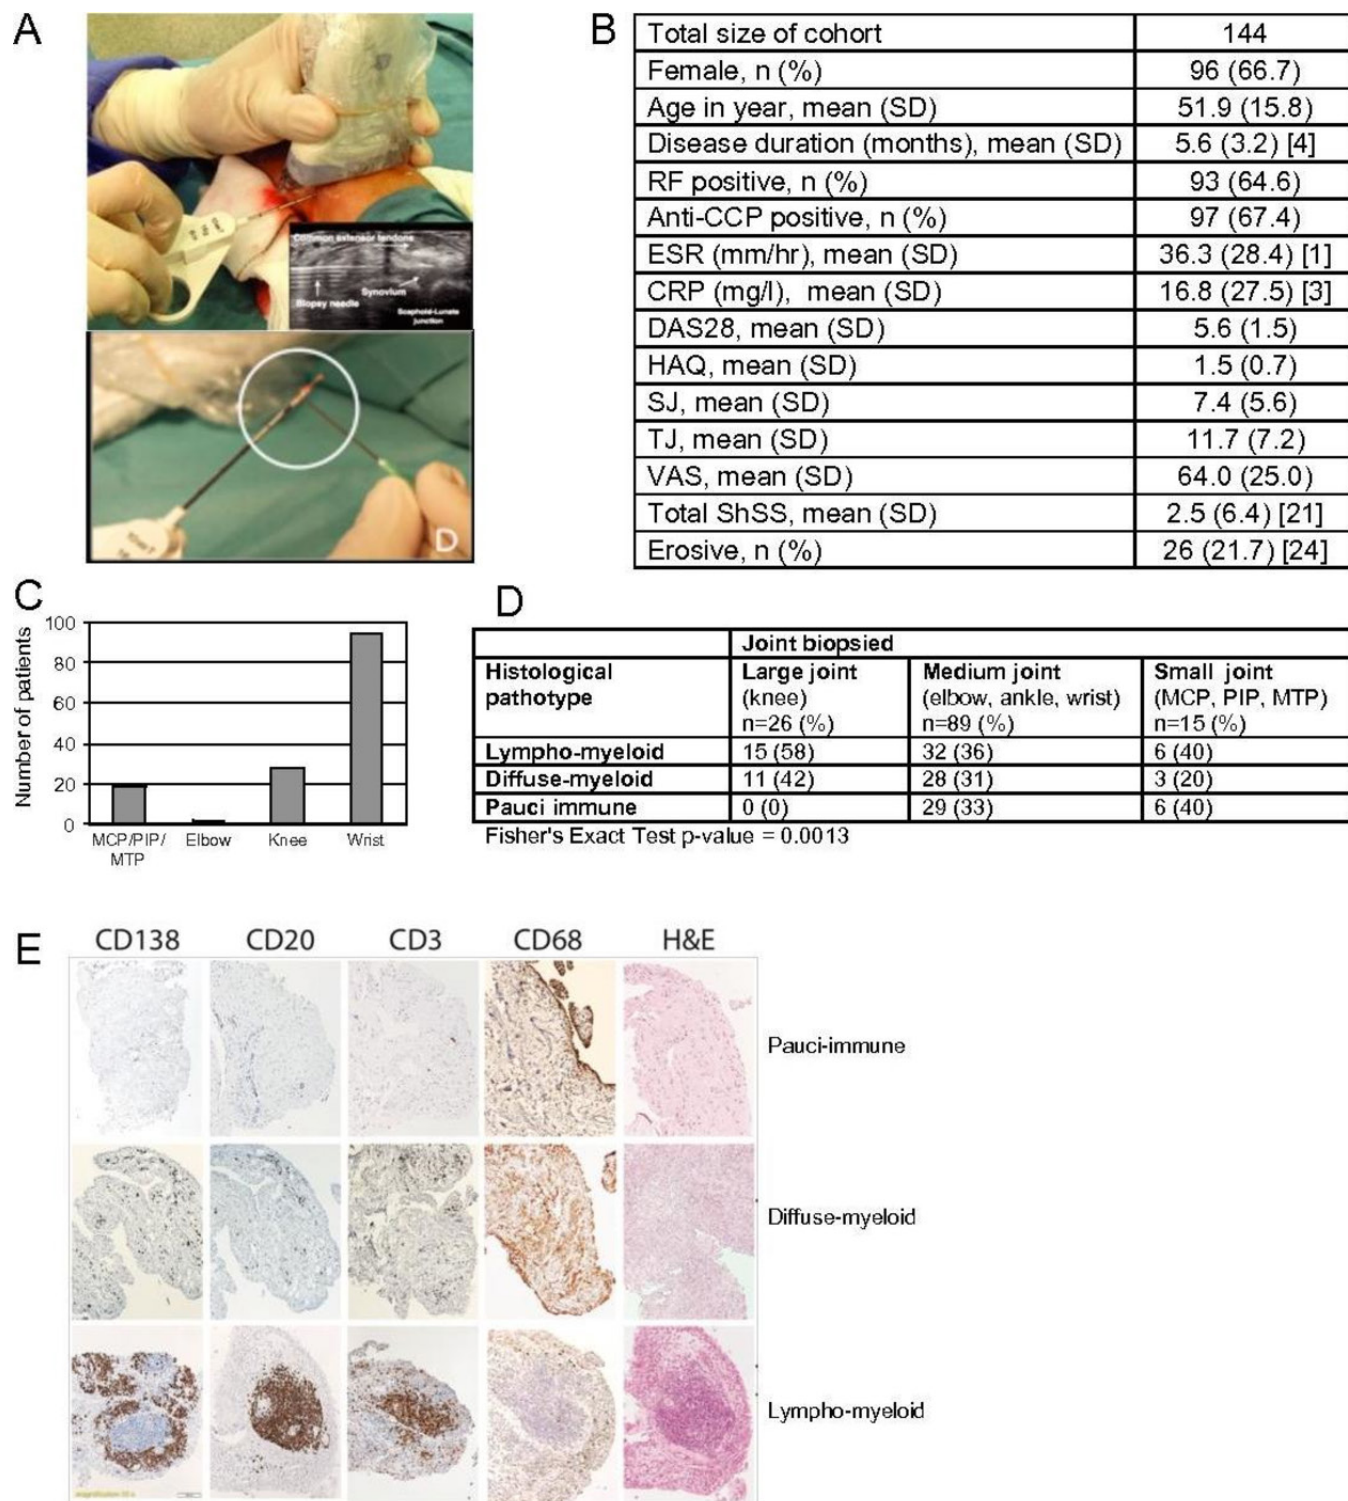 A
Common extensor tendons
Biopsy needle
Synovium
Scaphold-Lunate
junction
D
B
Total size of cohort 144
Female, n (%) 96 (66.7)
Age in year, mean (SD) 51.9 (15.8)
Disease duration (months), mean (SD) 5.6 (3.2) [4]
RF positive, n (%) 93 (64.6)
Anti-CCP positive, n (%) 97 (67.4)
ESR (mm/hr), mean (SD) 36.3 (28.4) [1]
CRP (mg/l), mean (SD) 16.8 (27.5) [3]
DAS28, mean (SD) 5.6 (1.5)
HAQ, mean (SD) 1.5 (0.7)
SJ, mean (SD) 7.4 (5.6)
TJ, mean (SD) 11.7 (7.2)
VAS, mean (SD) 64.0 (25.0)
Total ShSS, mean (SD) 2.5 (6.4) [21]
Erosive, n (%) 26 (21.7) [24]
C
Number of patients
100
80
60
40
20
0
MCP/PIP/
MTP
Elbow
Knee
Wrist
D
Joint biopsied
Histological Large joint Medium joint Small joint
pathotype (knee) (elbow, ankle, wrist) (MCP, PIP, MTP)
n=26 (%) n=89 (%) n=15 (%)
Lympho-myeloid 15 (58) 32 (36) 6 (40)
Diffuse-myeloid 11 (42) 28 (31) 3 (20)
Pauci immune 0 (0) 29 (33) 6 (40)
Fisher's Exact Test p-value = 0.0013
E
CD138 CD20 CD3 CD68 H&E
Pauci-immune
Diffuse-myeloid
Lympho-myeloid